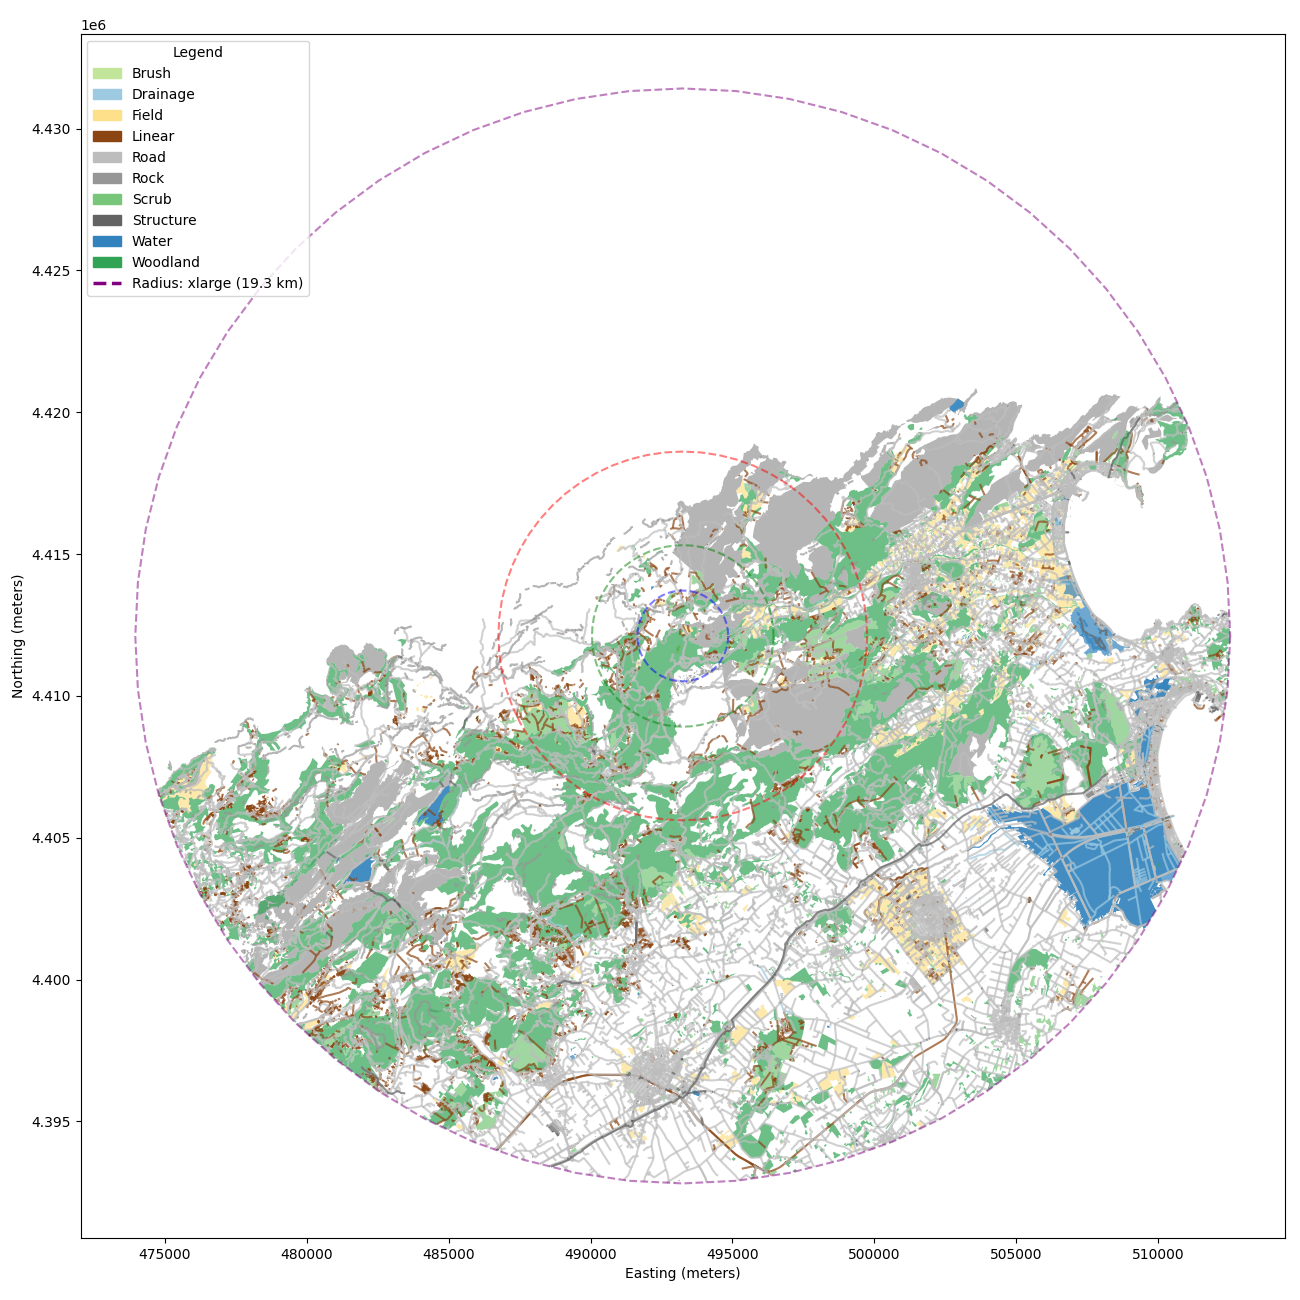 1e6
Legend
Brush
Drainage
Field
Linear
Road
Rock
Scrub
Structure
Water
Woodland
Radius: xlarge (19.3 km)
4.430
4.425
4.420
4.415
4.410
4.405
4.400
4.395
Northing (meters)
475000 480000 485000 490000 495000 500000 505000 510000
Easting (meters)